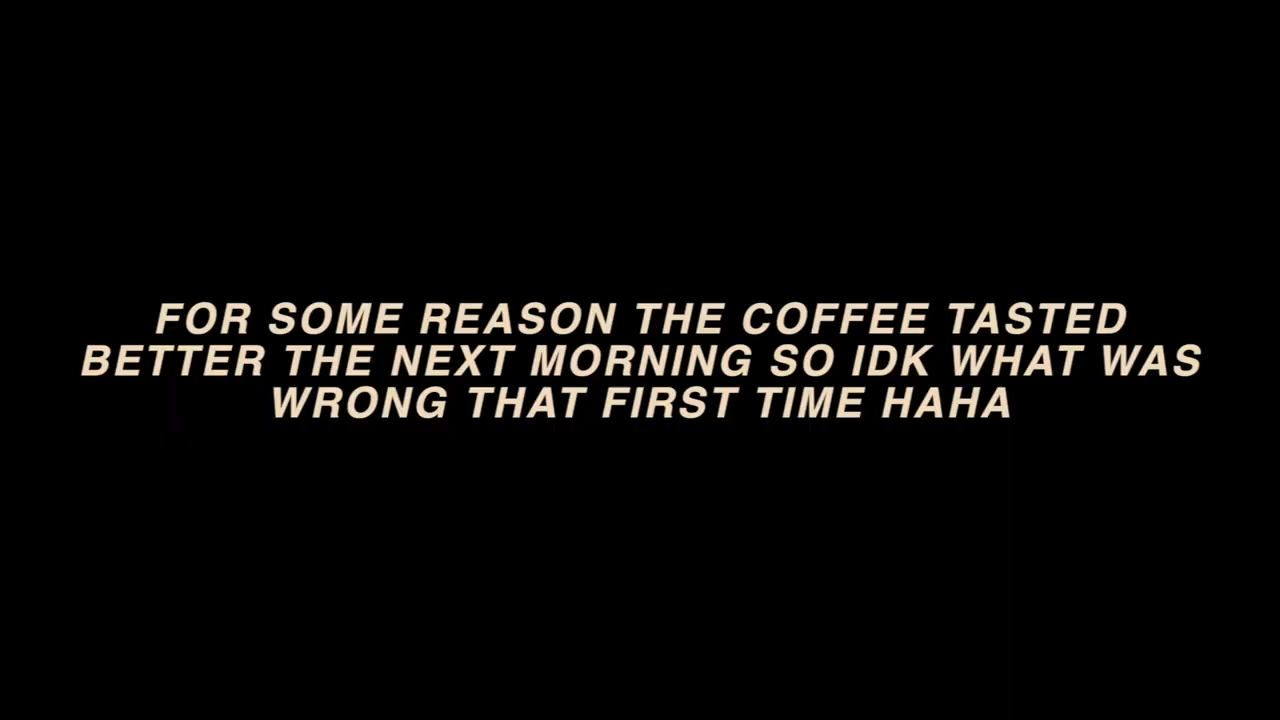 FOR SOME REASON THE COFFEE TASTED
BETTER THE NEXT MORNING SO IDK WHAT WAS
WRONG THAT FIRST TIME HAHA